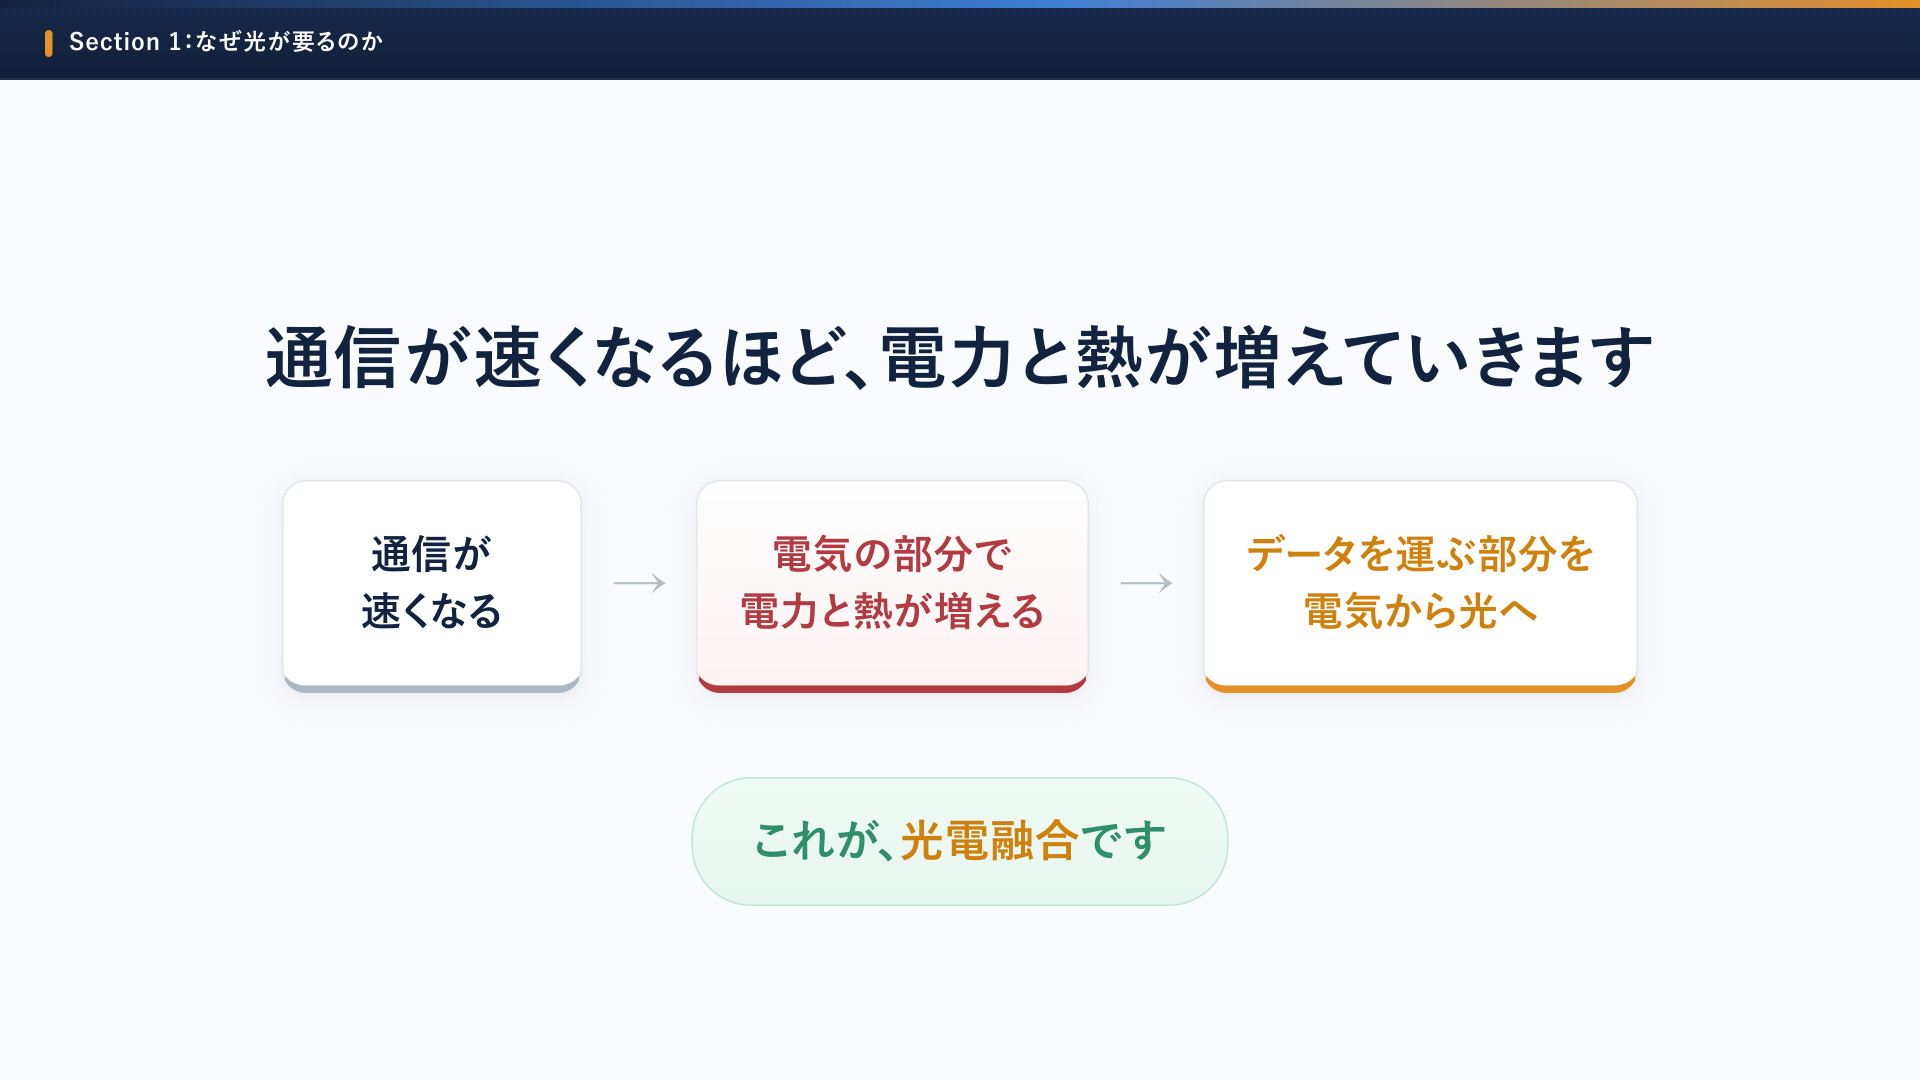 Section 1：なぜ光が要るのか
通信が速くなるほど、電力と熱が増えていきます
通信が
速くなる
→
電気の部分で
電力と熱が増える
→
データを運ぶ部分を
電気から光へ
これが、光電融合です